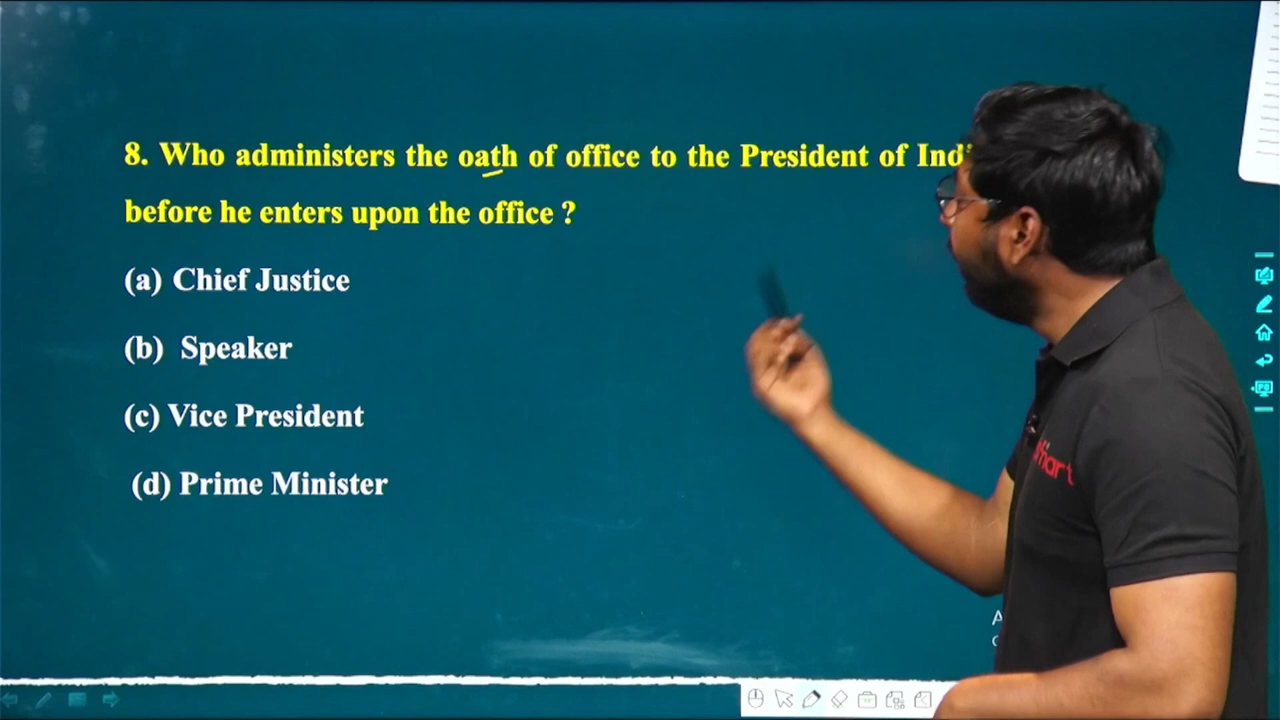 8. Who administers the oath of office to the President of Ind
before he enters upon the office ?
(a) Chief Justice
(b) Speaker
(c) Vice President
(d) Prime Minister